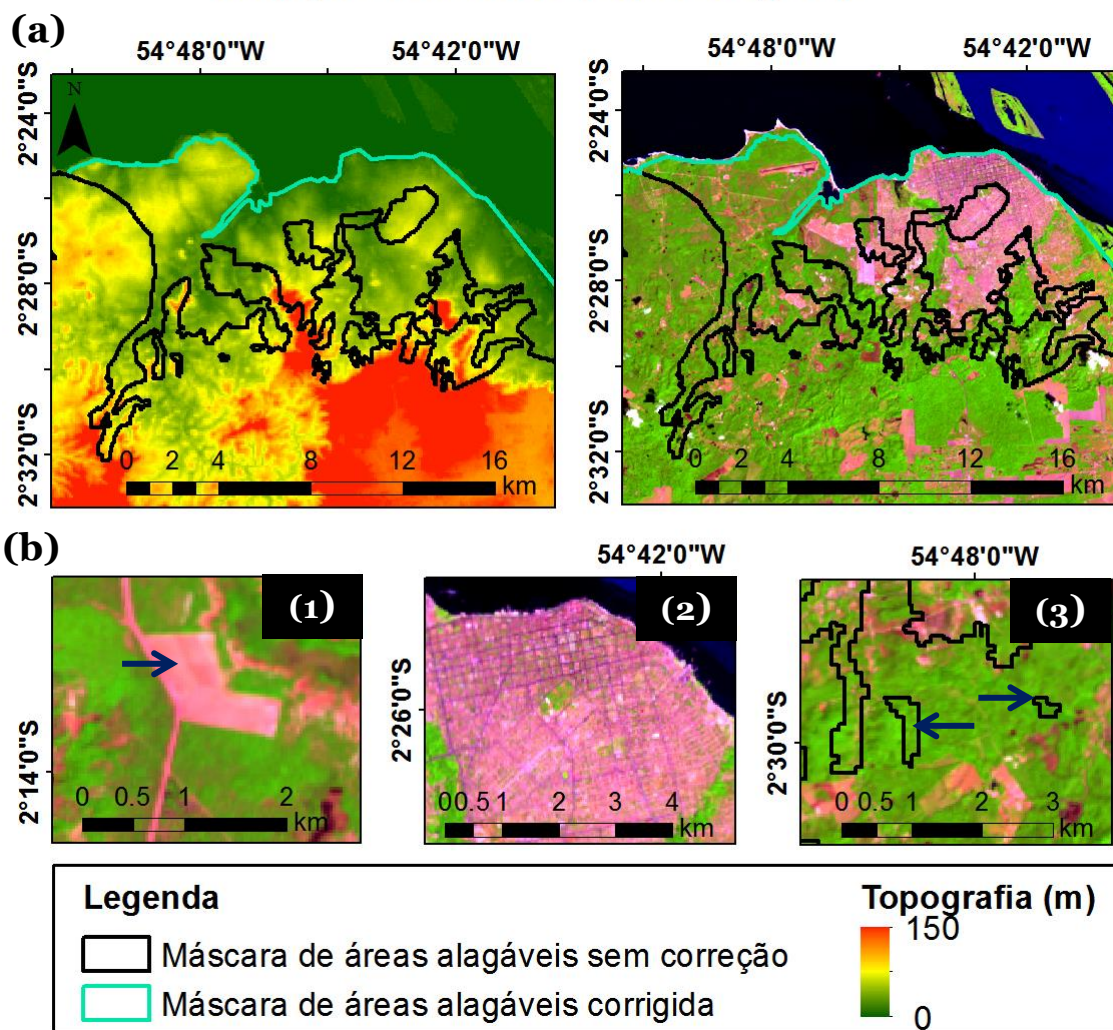 (a)
54°48'0"W 54°42'0"W 54°48'0"W 54°42'0"W
N
2°24'0"S 2°24'0"S
2°28'0"S 2°28'0"S
2°32'0"S 2°32'0"S
0 2 4 8 12 16 km
0 2 4 8 12 16 km
(b)
54°42'0"W 54°48'0"W
(1) (2) (3)
2°14'0"S 2°26'0"S 2°30'0"S
0 0.5 1 2 km
0 0.5 1 2 3 4 km
0 0.5 1 2 3 km
Legenda
Máscara de áreas alagáveis sem correção
Máscara de áreas alagáveis corrigida
Topografia (m)
150
0